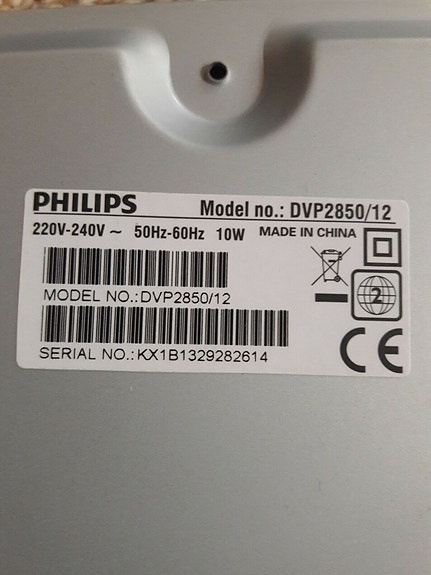 PHILIPS Model no.: DVP2850/12
220V-240V ~ 50Hz-60Hz 10W MADE IN CHINA
2
MODEL NO.:DVP2850/12
SERIAL NO.:KX1B1329282614
CE